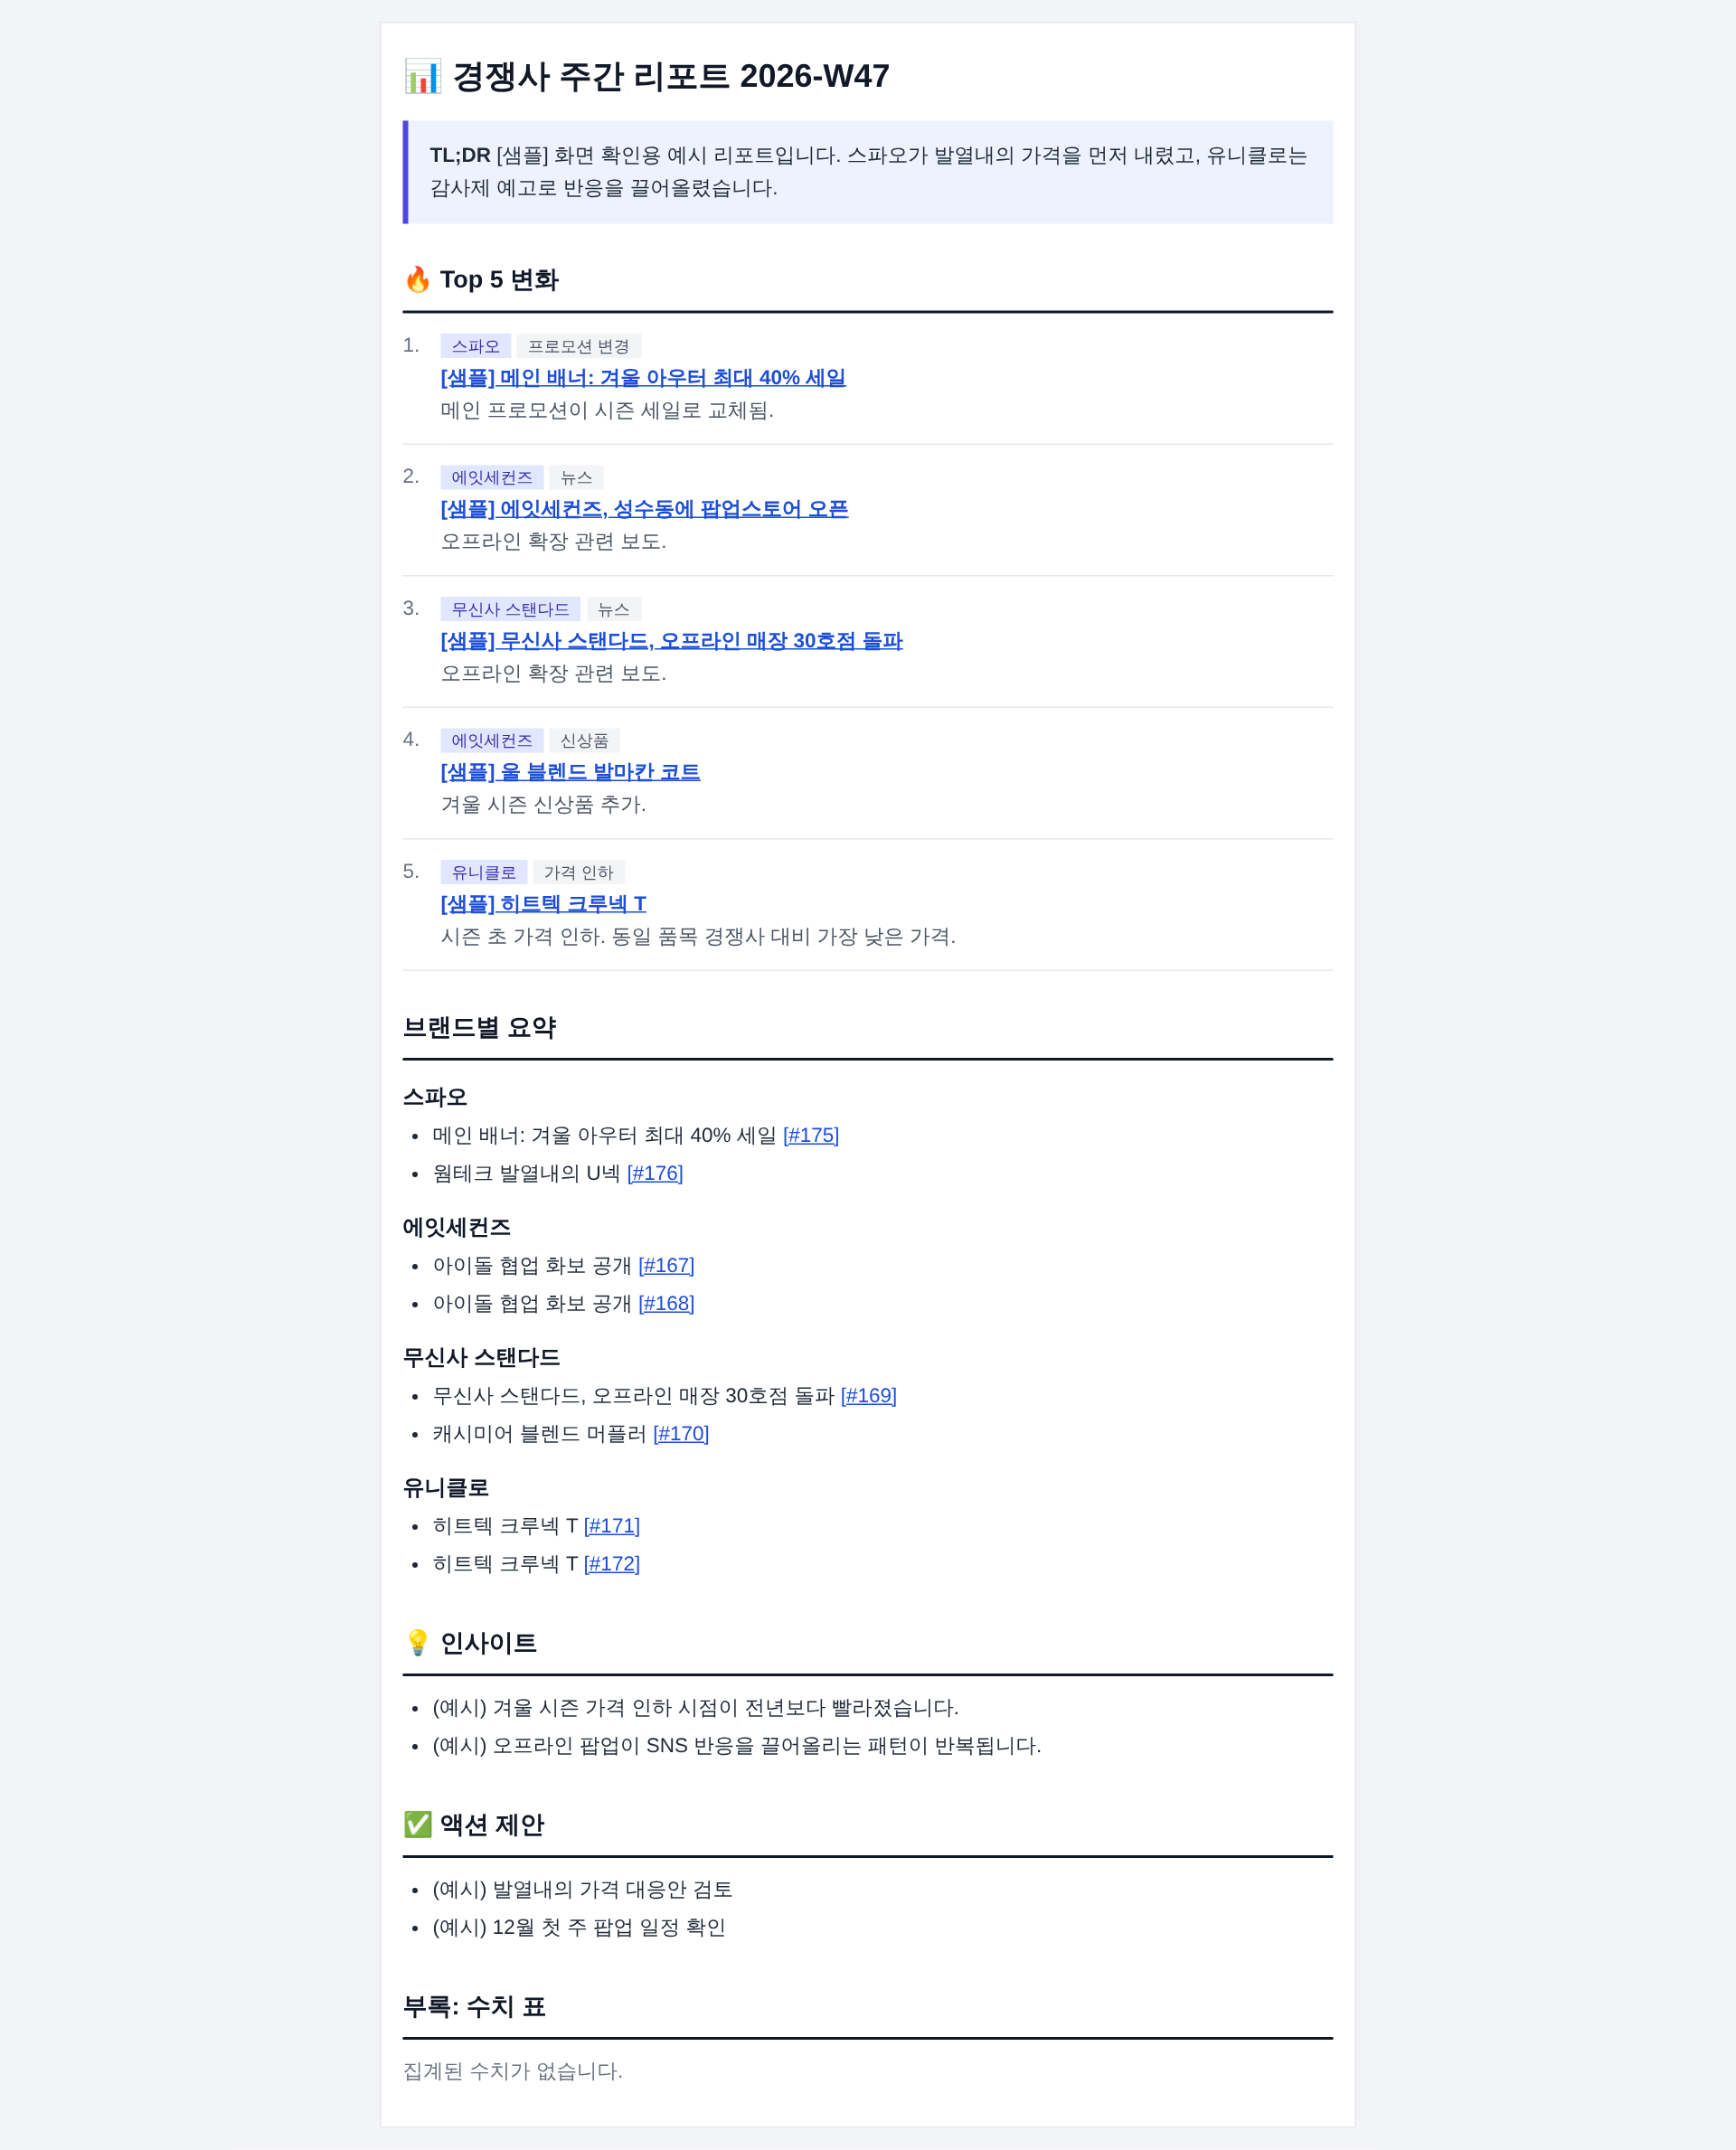 📊 경쟁사 주간 리포트 2026-W47
TL;DR [샘플] 화면 확인용 예시 리포트입니다. 스파오가 발열내의 가격을 먼저 내렸고, 유니클로는
감사제 예고로 반응을 끌어올렸습니다.
🔥 Top 5 변화
1. 스파오 프로모션 변경
[샘플] 메인 배너: 겨울 아우터 최대 40% 세일
메인 프로모션이 시즌 세일로 교체됨.
2. 에잇세컨즈 뉴스
[샘플] 에잇세컨즈, 성수동에 팝업스토어 오픈
오프라인 확장 관련 보도.
3. 무신사 스탠다드 뉴스
[샘플] 무신사 스탠다드, 오프라인 매장 30호점 돌파
오프라인 확장 관련 보도.
4. 에잇세컨즈 신상품
[샘플] 울 블렌드 발마칸 코트
겨울 시즌 신상품 추가.
5. 유니클로 가격 인하
[샘플] 히트텍 크루넥 T
시즌 초 가격 인하. 동일 품목 경쟁사 대비 가장 낮은 가격.
브랜드별 요약
스파오
• 메인 배너: 겨울 아우터 최대 40% 세일 [#175]
• 웜테크 발열내의 U넥 [#176]
에잇세컨즈
• 아이돌 협업 화보 공개 [#167]
• 아이돌 협업 화보 공개 [#168]
무신사 스탠다드
• 무신사 스탠다드, 오프라인 매장 30호점 돌파 [#169]
• 캐시미어 블렌드 머플러 [#170]
유니클로
• 히트텍 크루넥 T [#171]
• 히트텍 크루넥 T [#172]
💡 인사이트
• (예시) 겨울 시즌 가격 인하 시점이 전년보다 빨라졌습니다.
• (예시) 오프라인 팝업이 SNS 반응을 끌어올리는 패턴이 반복됩니다.
✅ 액션 제안
• (예시) 발열내의 가격 대응안 검토
• (예시) 12월 첫 주 팝업 일정 확인
부록: 수치 표
집계된 수치가 없습니다.